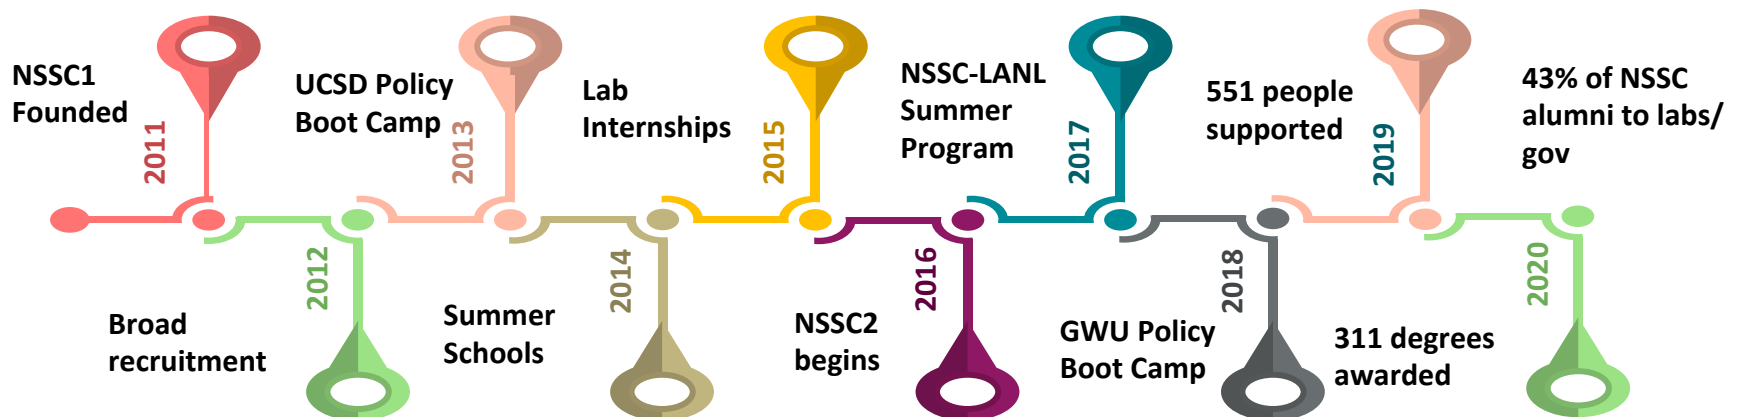 NSSC1
Founded
2011
Broad
recruitment
2012
UCSD Policy
Boot Camp
2013
Summer
Schools
2014
Lab
Internships
2015
NSSC2
begins
2016
NSSC-LANL
Summer
Program
2017
GWU Policy
Boot Camp
2018
551 people
supported
2019
311 degrees
awarded
2020
43% of NSSC
alumni to labs/
gov